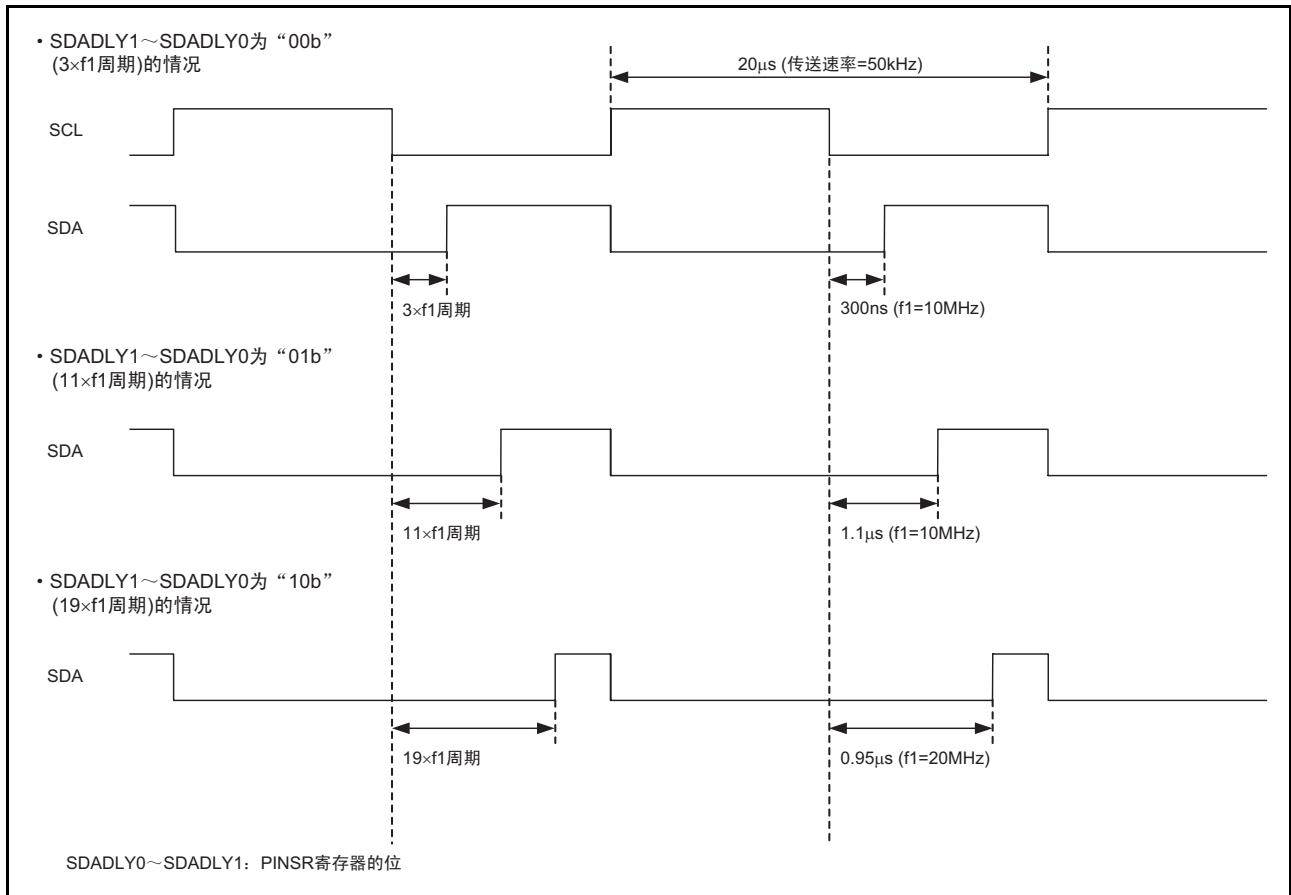 • SDADLY1～SDADLY0为“00b”
(3×f1周期)的情况
20μs (传送速率=50kHz)
SCL
SDA
3×f1周期
300ns (f1=10MHz)
• SDADLY1～SDADLY0为“01b”
(11×f1周期)的情况
SDA
11×f1周期
1.1μs (f1=10MHz)
• SDADLY1～SDADLY0为“10b”
(19×f1周期)的情况
SDA
19×f1周期
0.95μs (f1=20MHz)
SDADLY0～SDADLY1：PINSR寄存器的位